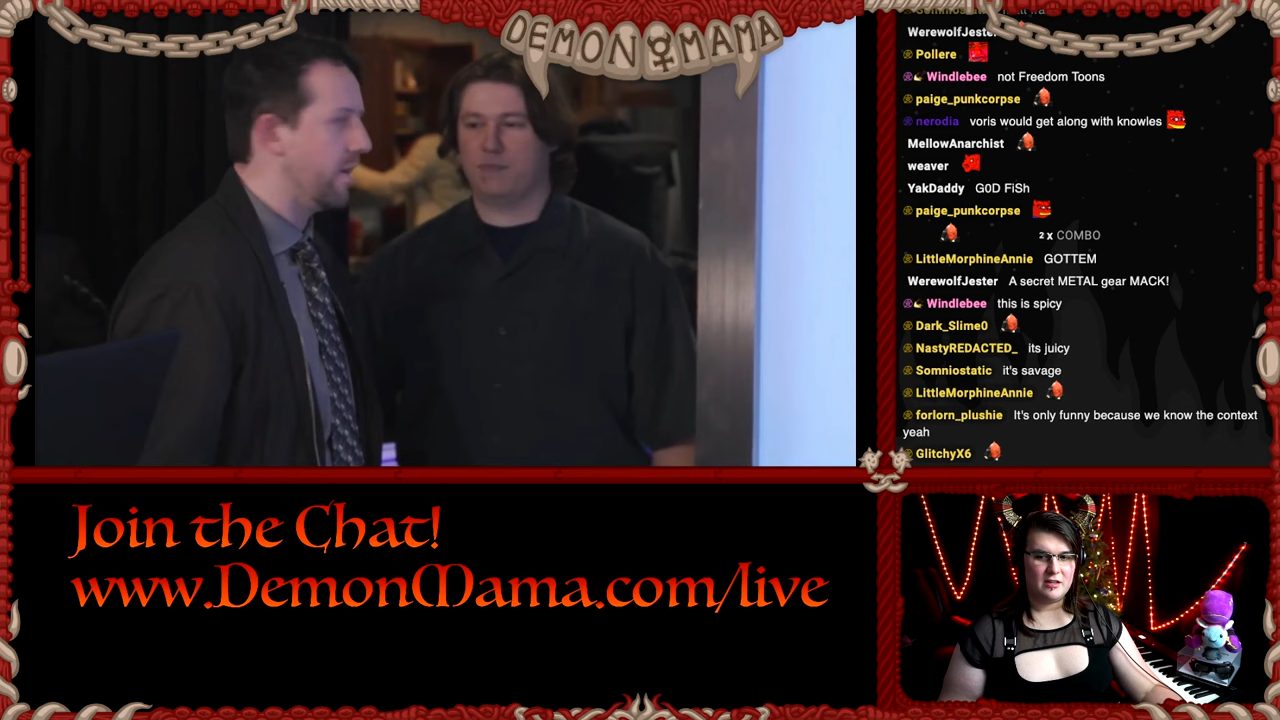 DEMON MAMA
WerewolfJester
Pollere
Windlebee not Freedom Toons
paige_punkcorpse
nerodia voris would get along with knowles
MellowAnarchist
weaver
YakDaddy G0D FiSh
paige_punkcorpse
2 x COMBO
LittleMorphineAnnie GOTTEM
WerewolfJester A secret METAL gear MACK!
Windlebee this is spicy
Dark_Slime0
NastyREDACTED_ its juicy
Somniostatic it's savage
LittleMorphineAnnie
forlorn_plushie It's only funny because we know the context
yeah
GlitchyX6
Join the Chat!
www.DemonMama.com/live